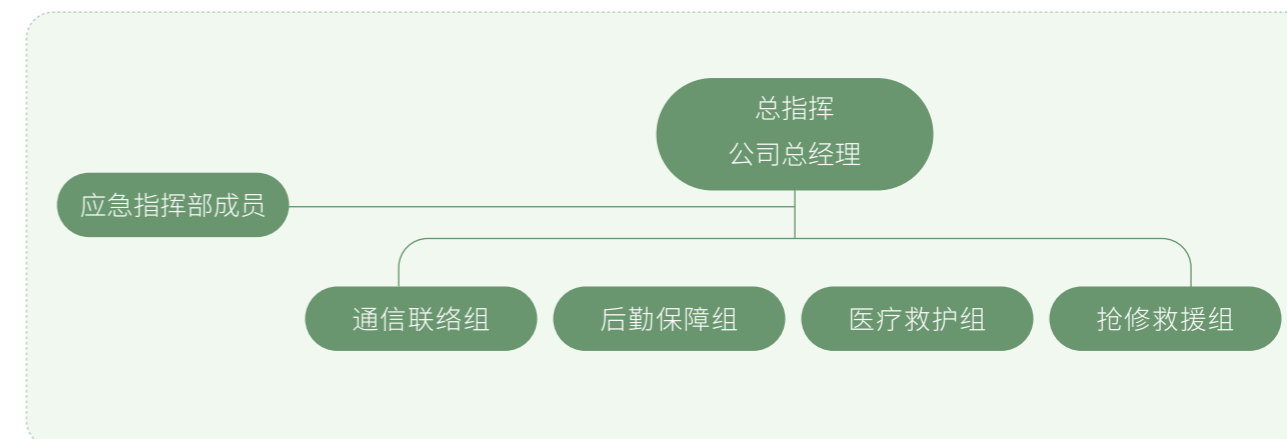 总指挥
公司总经理
应急指挥部成员
通信联络组
后勤保障组
医疗救护组
抢修救援组